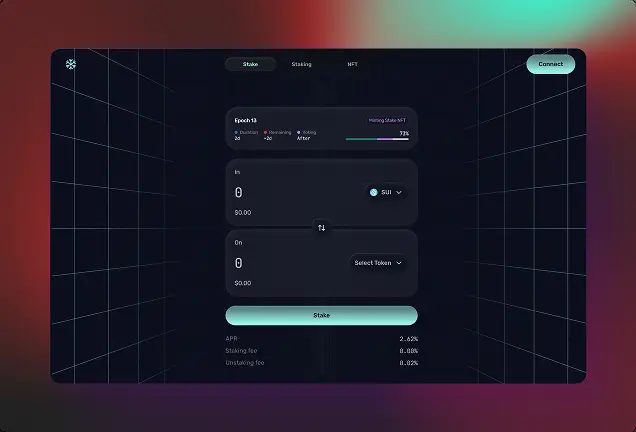 Stake Staking NFT Connect
Epoch 13 Minting Stake NFT
Duration Remaining Voting 73%
2d ~2d After
In
0 SUI
$0.00
On
0 Select Token
$0.00
Stake
APR 2.62%
Staking fee 0.00%
Unstaking fee 0.02%